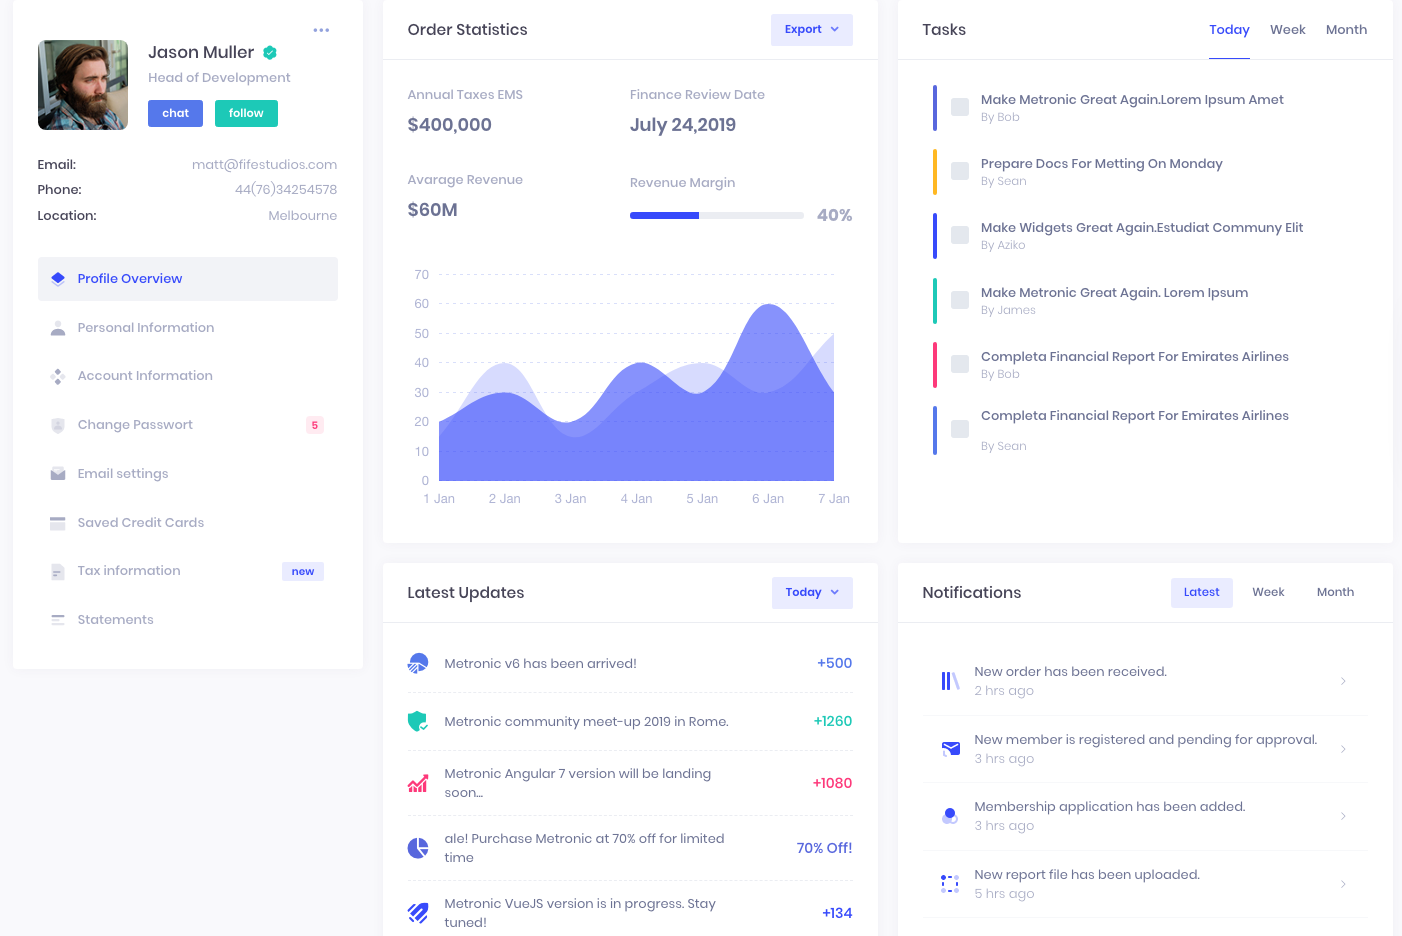 Jason Muller
Head of Development
chat follow
Email: matt@fifestudios.com
Phone: 44(76)34254578
Location: Melbourne
Profile Overview
Personal Information
Account Information
Change Passwort 5
Email settings
Saved Credit Cards
Tax information new
Statements
Order Statistics Export
Annual Taxes EMS Finance Review Date
$400,000 July 24,2019
Avarage Revenue Revenue Margin
$60M 40%
70
60
50
40
30
20
10
0
1 Jan 2 Jan 3 Jan 4 Jan 5 Jan 6 Jan 7 Jan
Tasks Today Week Month
Make Metronic Great Again.Lorem Ipsum Amet
By Bob
Prepare Docs For Metting On Monday
By Sean
Make Widgets Great Again.Estudiat Communy Elit
By Aziko
Make Metronic Great Again. Lorem Ipsum
By James
Completa Financial Report For Emirates Airlines
By Bob
Completa Financial Report For Emirates Airlines
By Sean
Latest Updates Today
Metronic v6 has been arrived! +500
Metronic community meet-up 2019 in Rome. +1260
Metronic Angular 7 version will be landing
soon... +1080
ale! Purchase Metronic at 70% off for limited
time 70% Off!
Metronic VueJS version is in progress. Stay
tuned! +134
Notifications Latest Week Month
New order has been received.
2 hrs ago
New member is registered and pending for approval.
3 hrs ago
Membership application has been added.
3 hrs ago
New report file has been uploaded.
5 hrs ago